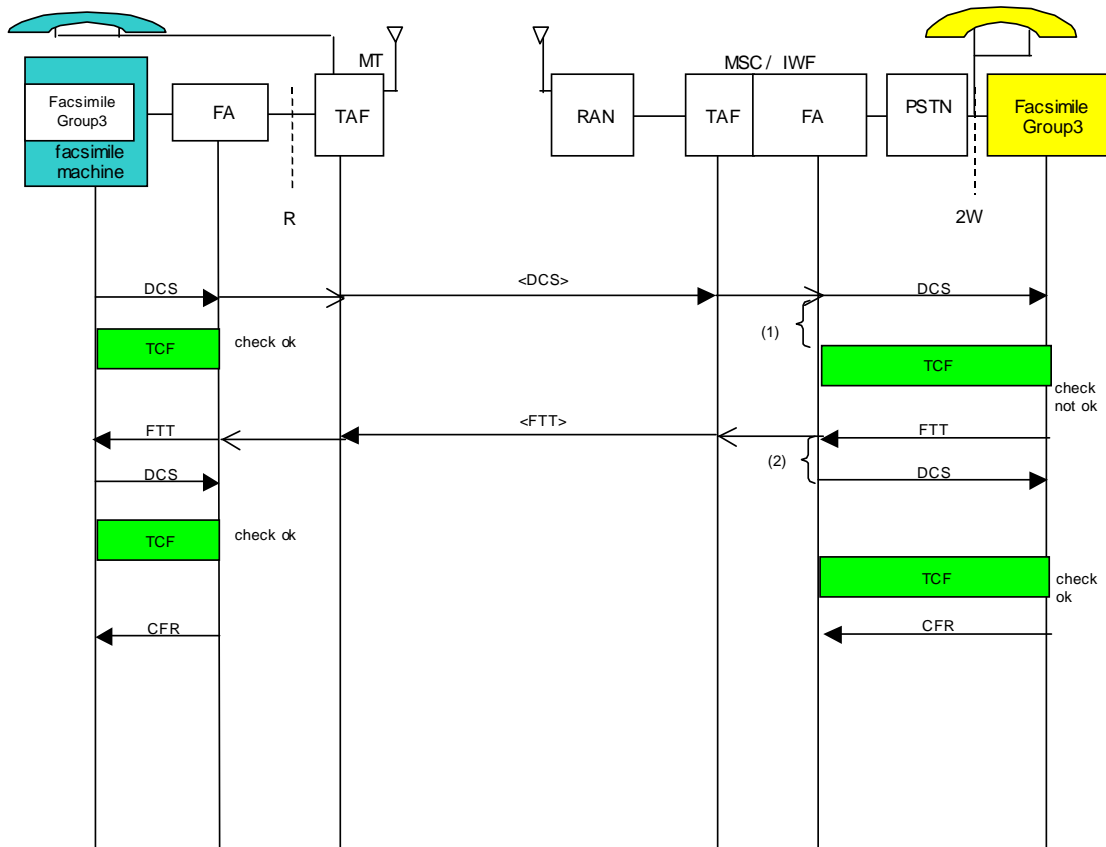 MT
MSC / IWF
Facsimile
Group3
facsimile
machine
FA
TAF
RAN
TAF
FA
PSTN
Facsimile
Group3
R
2W
DCS
<DCS>
DCS
(1)
TCF
check ok
TCF
check
not ok
FTT
<FTT>
FTT
(2)
DCS
DCS
TCF
check ok
TCF
check
ok
CFR
CFR